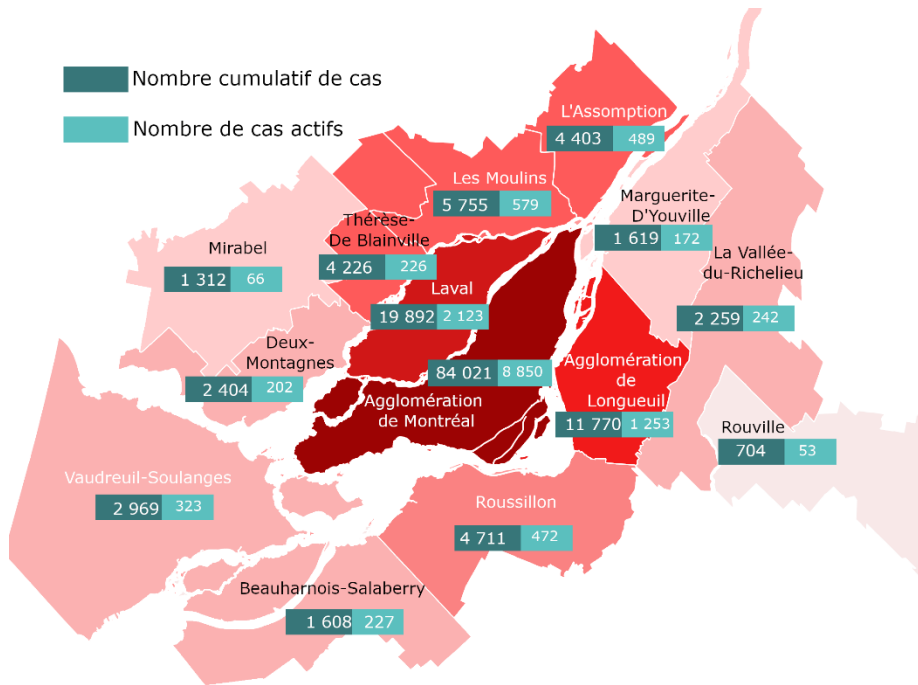 Nombre cumulatif de cas
Nombre de cas actifs
L'Assomption
4 403 489
Les Moulins
5 755 579
Marguerite-
D'Youville
1 619 172
Thérèse-
De Blainville
4 226 226
Mirabel
1 312 66
La Vallée-
du-Richelieu
2 259 242
Laval
19 892 2 123
Deux-
Montagnes
2 404 202
84 021 8 850
Agglomération
de Montréal
Agglomération
de
Longueuil
11 770 1 253
Rouville
704 53
Vaudreuil-Soulanges
2 969 323
Roussillon
4 711 472
Beauharnois-Salaberry
1 608 227